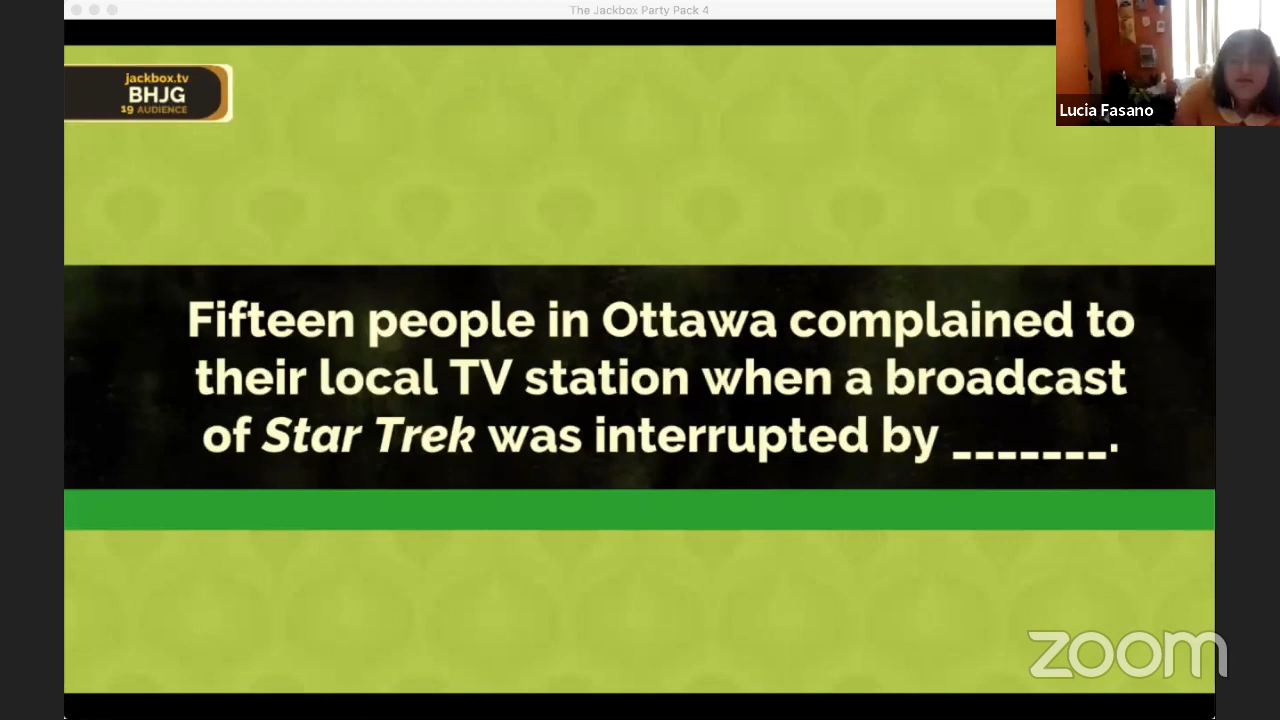 The Jackbox Party Pack 4
jackbox.tv
BHJG
19 AUDIENCE
Lucia Fasano
Fifteen people in Ottawa complained to
their local TV station when a broadcast
of Star Trek was interrupted by _______.
zoom